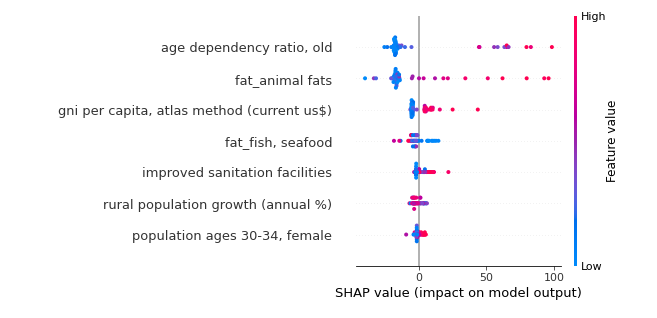 High
age dependency ratio, old
fat_animal fats
gni per capita, atlas method (current us$)
fat_fish, seafood
improved sanitation facilities
rural population growth (annual %)
population ages 30-34, female
Feature value
Low
0 50 100
SHAP value (impact on model output)